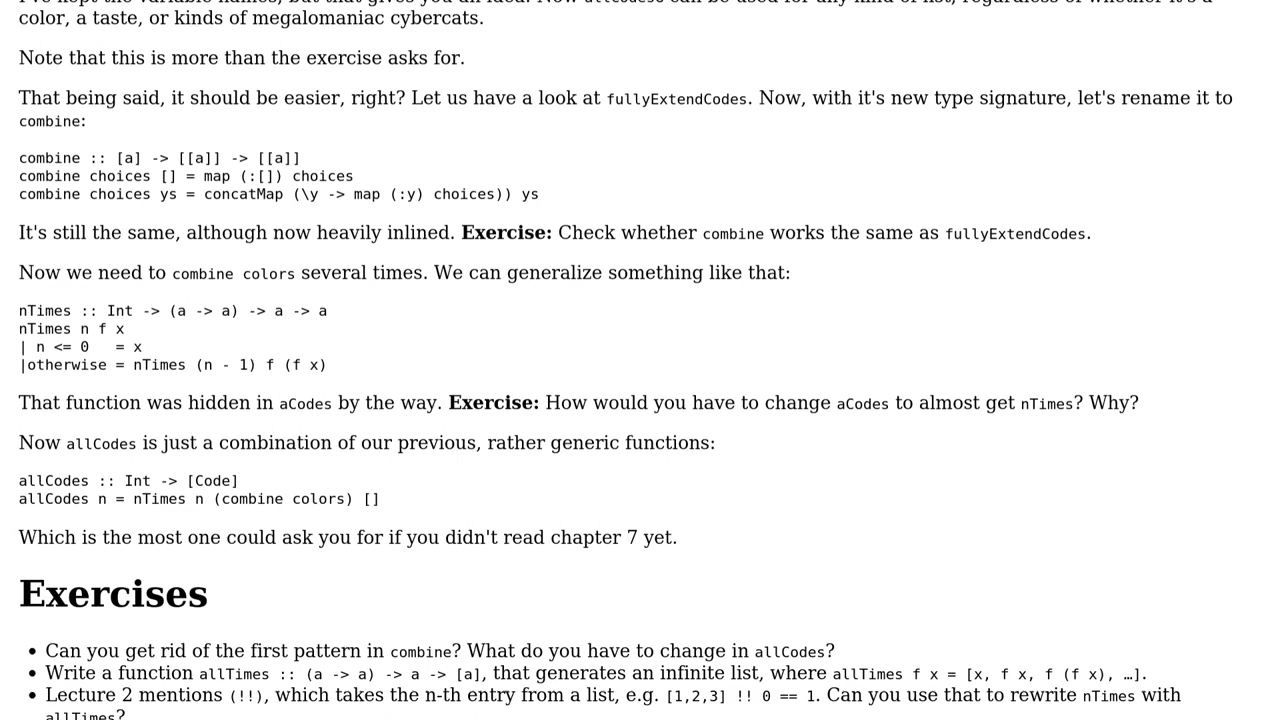 color, a taste, or kinds of megalomaniac cybercats.
Note that this is more than the exercise asks for.
That being said, it should be easier, right? Let us have a look at fullyExtendCodes. Now, with it's new type signature, let's rename it to
combine:
combine :: [a] -> [[a]] -> [[a]]
combine choices [] = map (:[]) choices
combine choices ys = concatMap (\y -> map (:y) choices)) ys
It's still the same, although now heavily inlined. Exercise: Check whether combine works the same as fullyExtendCodes.
Now we need to combine colors several times. We can generalize something like that:
nTimes :: Int -> (a -> a) -> a -> a
nTimes n f x
| n <= 0   = x
|otherwise = nTimes (n - 1) f (f x)
That function was hidden in aCodes by the way. Exercise: How would you have to change aCodes to almost get nTimes? Why?
Now allCodes is just a combination of our previous, rather generic functions:
allCodes :: Int -> [Code]
allCodes n = nTimes n (combine colors) []
Which is the most one could ask you for if you didn't read chapter 7 yet.
Exercises
• Can you get rid of the first pattern in combine? What do you have to change in allCodes?
• Write a function allTimes :: (a -> a) -> a -> [a], that generates an infinite list, where allTimes f x = [x, f x, f (f x), …].
• Lecture 2 mentions (!!), which takes the n-th entry from a list, e.g. [1,2,3] !! 0 == 1. Can you use that to rewrite nTimes with
allTimes?